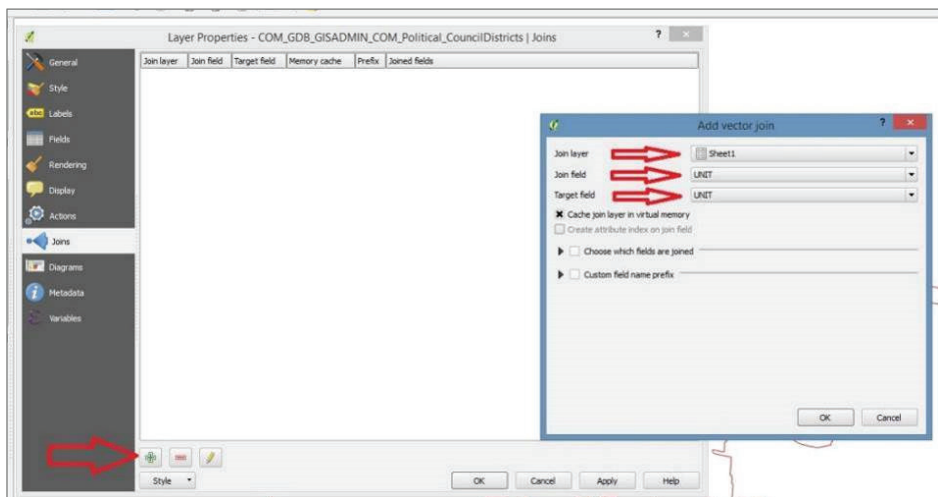 Layer Properties - COM_GDB_GISADMIN_COM_Political_CouncilDistricts | Joins
?
General
Style
abc Labels
Fields
Rendering
Display
Actions
Joins
Diagrams
Metadata
Variables
Join layer Join field Target field Memory cache Prefix Joined fields
Add vector join
?
Join layer Sheet1
Join field UNIT
Target field UNIT
Cache join layer in virtual memory
Create attribute index on join field
Choose which fields are joined
Custom field name prefix
OK Cancel
Style OK Cancel Apply Help